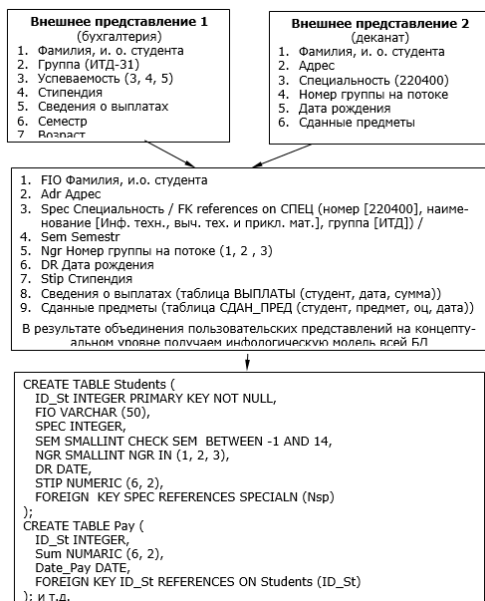 Внешнее представление 1
(бухгалтерия)
1. Фамилия, и. о. студента
2. Группа (ИТД-31)
3. Успеваемость (3, 4, 5)
4. Стипендия
5. Сведения о выплатах
6. Семестр
7 Возраст
Внешнее представление 2
(деканат)
1. Фамилия, и. о. студента
2. Адрес
3. Специальность (220400)
4. Номер группы на потоке
5. Дата рождения
6. Сданные предметы
1. FIO Фамилия, и.о. студента
2. Adr Адрес
3. Spec Специальность / FK references on СПЕЦ (номер [220400], наиме-
нование [Инф. техн., выч. тех. и прикл. мат.], группа [ИТД]) /
4. Sem Semestr
5. Ngr Номер группы на потоке (1, 2 , 3)
6. DR Дата рождения
7. Stip Стипендия
8. Сведения о выплатах (таблица ВЫПЛАТЫ (студент, дата, сумма))
9. Сданные предметы (таблица СДАН_ПРЕД (студент, предмет, оц, дата))
В результате объединения пользовательских представлений на концепту-
альном уровне получаем инфологическую модель всей БД
CREATE TABLE Students (
ID_St INTEGER PRIMARY KEY NOT NULL,
FIO VARCHAR (50),
SPEC INTEGER,
SEM SMALLINT CHECK SEM BETWEEN -1 AND 14,
NGR SMALLINT NGR IN (1, 2, 3),
DR DATE,
STIP NUMERIC (6, 2),
FOREIGN KEY SPEC REFERENCES SPECIALN (Nsp)
);
CREATE TABLE Pay (
ID_St INTEGER,
Sum NUMARIC (6, 2),
Date_Pay DATE,
FOREIGN KEY ID_St REFERENCES ON Students (ID_St)
); и т.д.